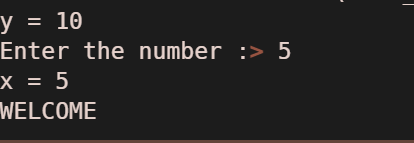 y = 10
Enter the number :> 5
x = 5
WELCOME